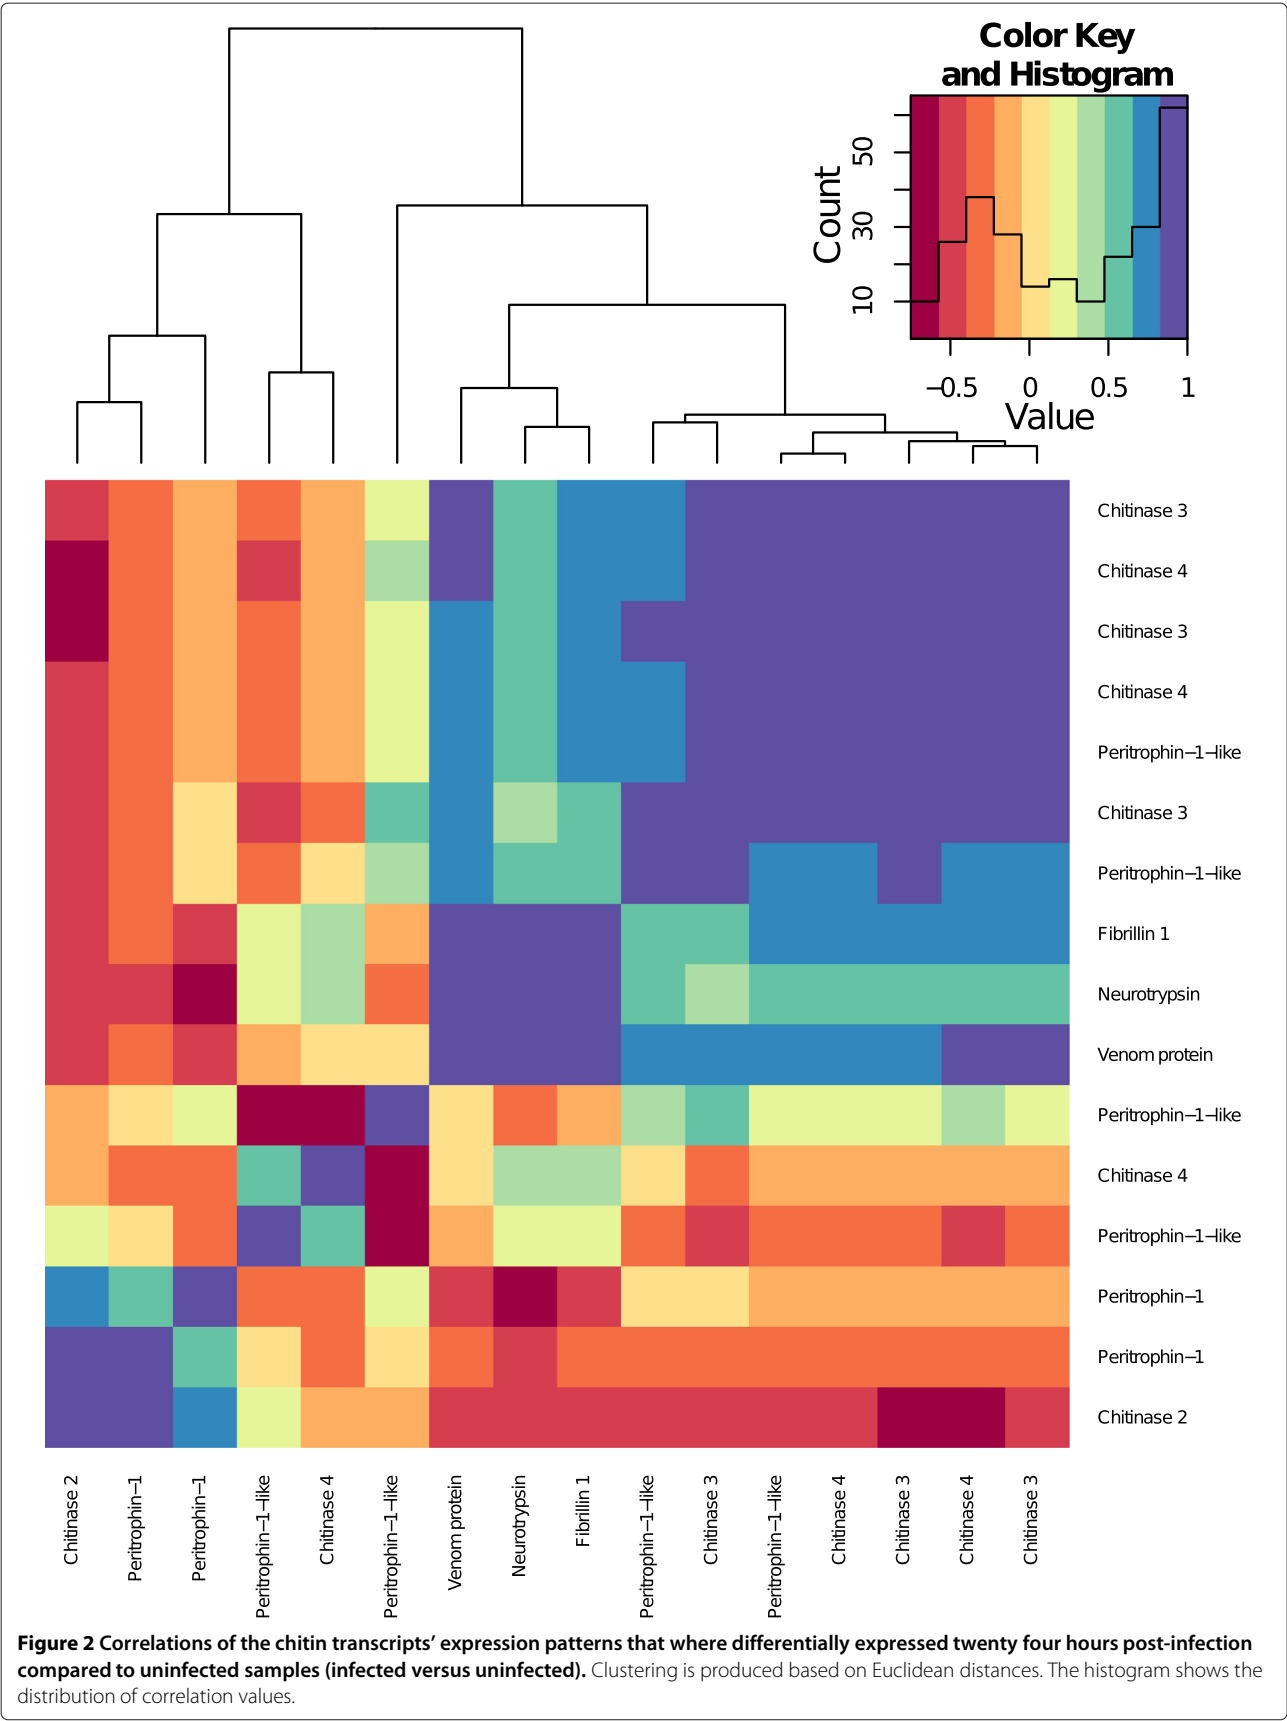 Color Key
and Histogram
Count
10 30 50
−0.5 0 0.5 1
Value
Chitinase 3
Chitinase 4
Chitinase 3
Chitinase 4
Peritrophin−1−like
Chitinase 3
Peritrophin−1−like
Fibrillin 1
Neurotrypsin
Venom protein
Peritrophin−1−like
Chitinase 4
Peritrophin−1−like
Peritrophin−1
Peritrophin−1
Chitinase 2
Chitinase 2
Peritrophin−1
Peritrophin−1
Peritrophin−1−like
Chitinase 4
Peritrophin−1−like
Venom protein
Neurotrypsin
Fibrillin 1
Peritrophin−1−like
Chitinase 3
Peritrophin−1−like
Chitinase 4
Chitinase 3
Chitinase 4
Chitinase 3
Figure 2 Correlations of the chitin transcripts’ expression patterns that where differentially expressed twenty four hours post-infection
compared to uninfected samples (infected versus uninfected). Clustering is produced based on Euclidean distances. The histogram shows the
distribution of correlation values.